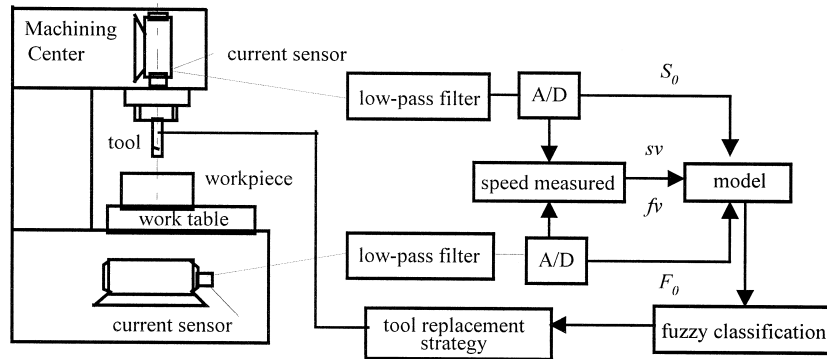 Machining
Center
current sensor
tool
workpiece
work table
current sensor
low-pass filter
A/D
S0
speed measured
sv
fv
model
low-pass filter
A/D
F0
tool replacement
strategy
fuzzy classification